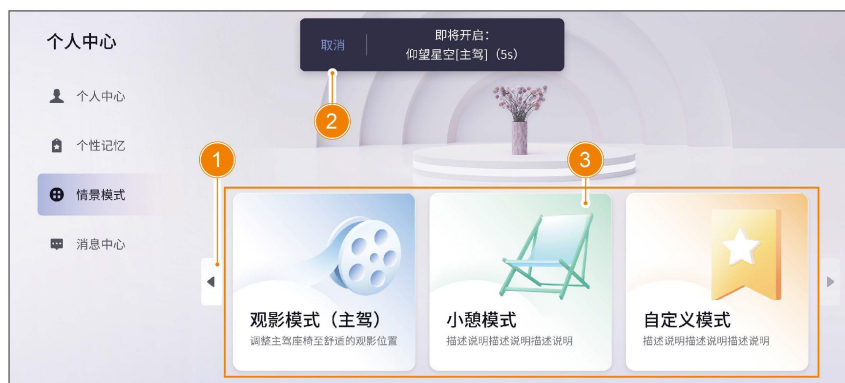 个人中心
取消
即将开启：
仰望星空[主驾]（5s）
2
个人中心
个性记忆
1
3
情景模式
消息中心
观影模式（主驾）
调整主驾座椅至舒适的观影位置
小憩模式
描述说明描述说明描述说明
自定义模式
描述说明描述说明描述说明